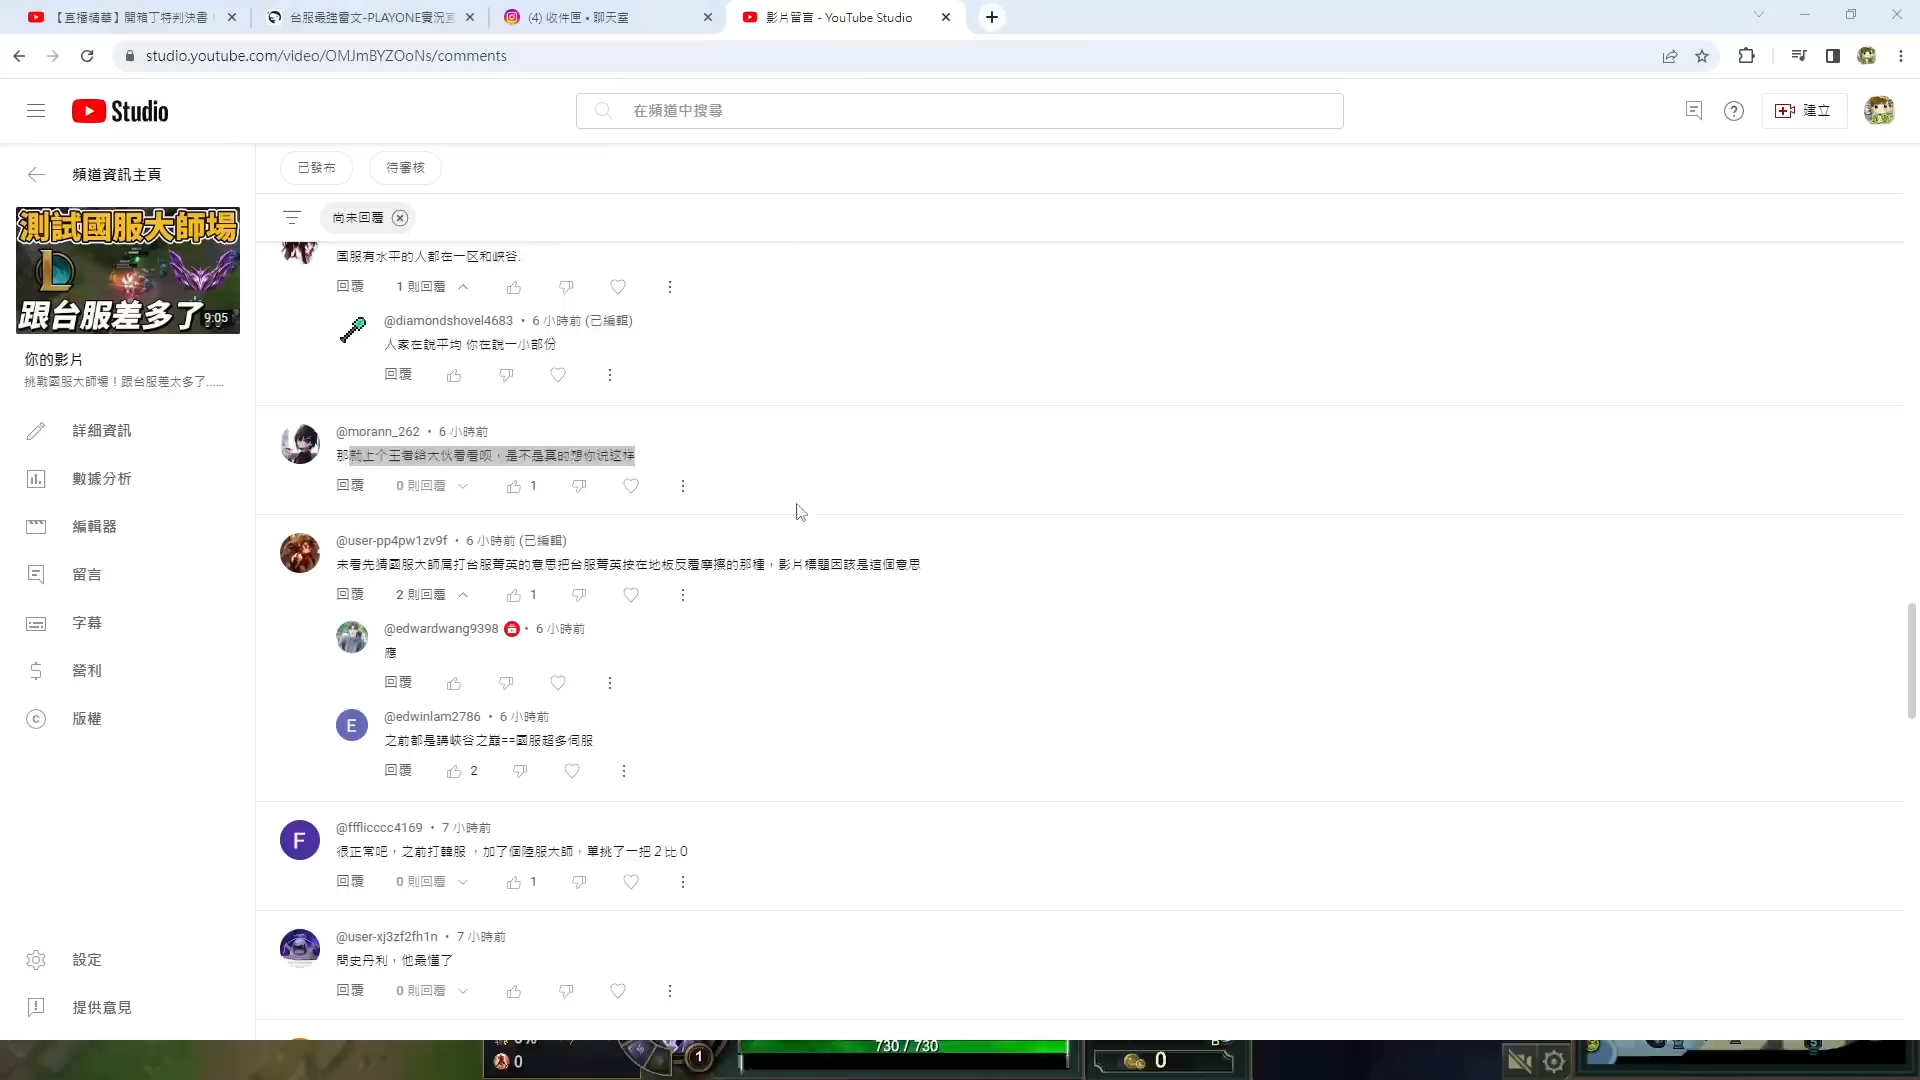 【直播精華】開箱丁特判決書
台服最強雷文-PLAYONE實況
(4) 收件匣 • 聊天室
影片留言 - YouTube Studio
studio.youtube.com/video/OMJmBYZOoNs/comments
Studio
在頻道中搜尋
建立
頻道資訊主頁
已發布
待審核
尚未回覆
測試國服大師場
跟台服差多了
9:05
你的影片
挑戰國服大師場！跟台服差太多了......
詳細資訊
數據分析
編輯器
留言
字幕
營利
版權
設定
提供意見
国服有水平的人都在一区和峡谷.
回覆 1 則回覆
@diamondshovel4683 • 6 小時前 (已編輯)
人家在說平均 你在說一小部份
回覆
@morann_262 • 6 小時前
那就上个王者给大伙看看呗，是不是真的想你说这样
回覆 0 則回覆 1
@user-pp4pw1zv9f • 6 小時前 (已編輯)
未看先猜國服大師屌打台服菁英的意思把台服菁英按在地板反覆摩擦的那種，影片標題因該是這個意思
回覆 2 則回覆 1
@edwardwang9398 • 6 小時前
應
回覆
E
@edwinlam2786 • 6 小時前
之前都是講峽谷之巔==國服超多伺服
回覆 2
F
@ffflicccc4169 • 7 小時前
很正常吧，之前打韓服 ，加了個陸服大師，單挑了一把 2 比 0
回覆 0 則回覆 1
@user-xj3zf2fh1n • 7 小時前
問史丹利，他最懂了
回覆 0 則回覆
0
1
730 / 730
0